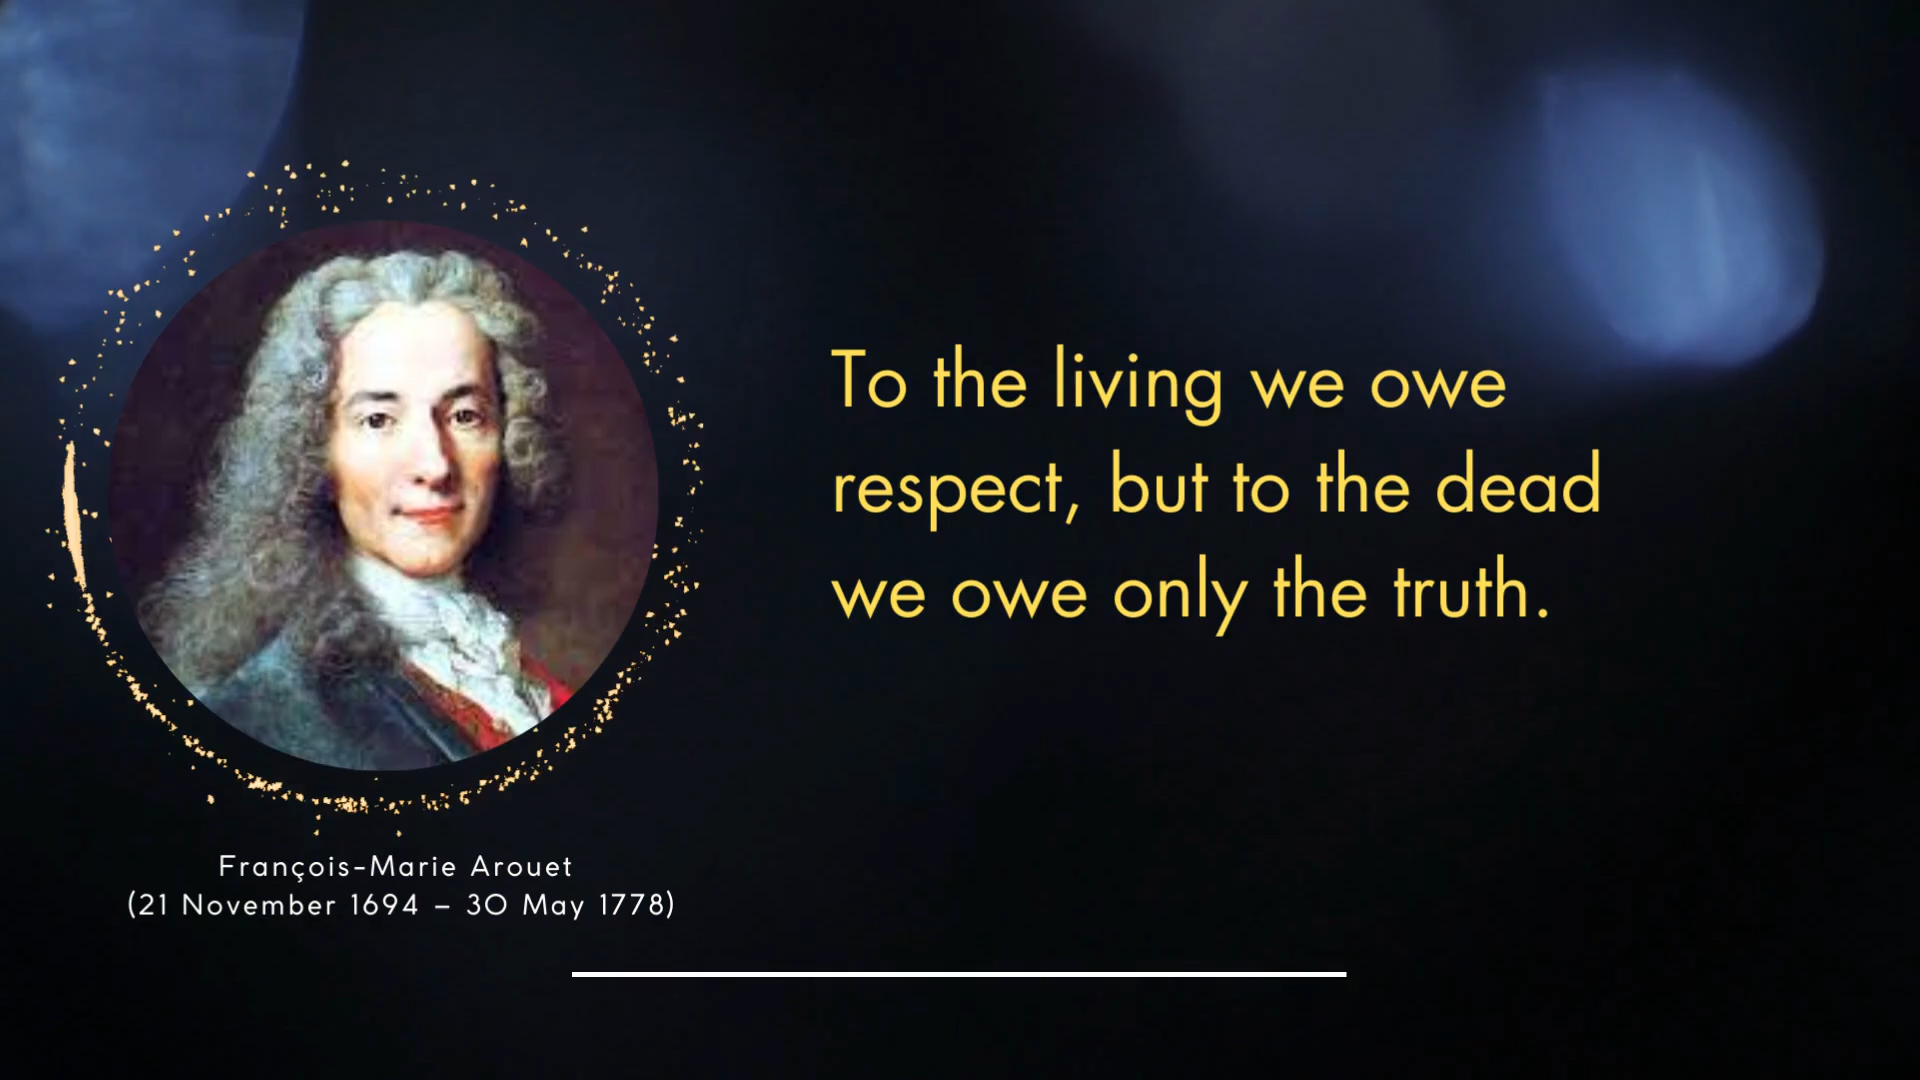 To the living we owe
respect, but to the dead
we owe only the truth.
François-Marie Arouet
(21 November 1694 – 30 May 1778)